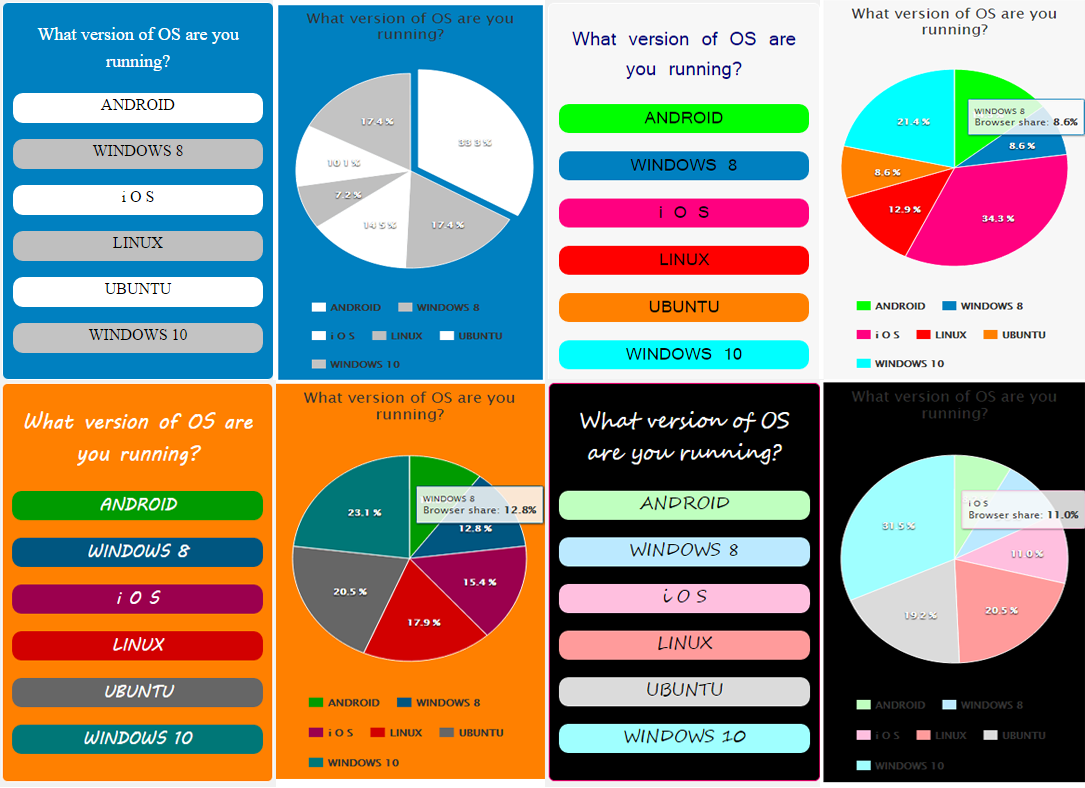 What version of OS are you
running?
ANDROID
WINDOWS 8
i O S
LINUX
UBUNTU
WINDOWS 10
What version of OS are you
running?
17.4 %
33.3 %
10.1 %
7.2 %
14.5 %
17.4 %
ANDROID WINDOWS 8
i O S LINUX UBUNTU
WINDOWS 10
What version of OS are
you running?
ANDROID
WINDOWS 8
i O S
LINUX
UBUNTU
WINDOWS 10
What version of OS are you
running?
WINDOWS 8
Browser share: 8.6%
21.4 %
8.6 %
8.6 %
12.9 %
34.3 %
ANDROID WINDOWS 8
i O S LINUX UBUNTU
WINDOWS 10
What version of OS are
you running?
ANDROID
WINDOWS 8
i O S
LINUX
UBUNTU
WINDOWS 10
What version of OS are you
running?
WINDOWS 8
Browser share: 12.8%
23.1 %
12.8 %
15.4 %
20.5 %
17.9 %
ANDROID WINDOWS 8
i O S LINUX UBUNTU
WINDOWS 10
What version of OS
are you running?
ANDROID
WINDOWS 8
i O S
LINUX
UBUNTU
WINDOWS 10
What version of OS are you
running?
i O S
Browser share: 11.0%
31.5 %
11.0 %
19.2 %
20.5 %
ANDROID WINDOWS 8
i O S LINUX UBUNTU
WINDOWS 10